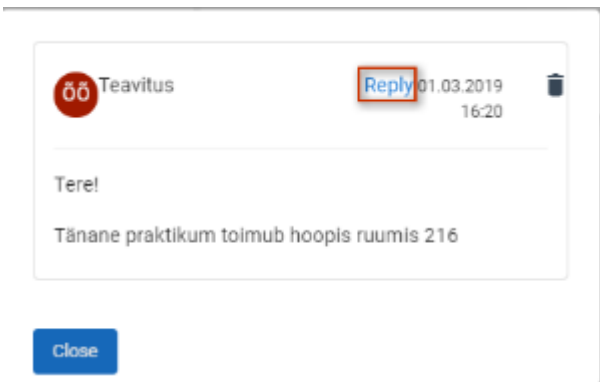 õõ Teavitus Reply 01.03.2019
16:20
Tere!
Tänane praktikum toimub hoopis ruumis 216
Close